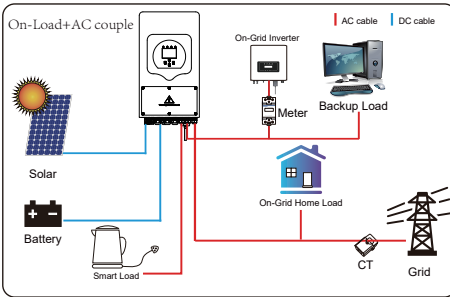 On-Load+AC couple
AC cable
DC cable
On-Grid Inverter
Meter
Backup Load
Solar
On-Grid Home Load
Battery
Smart Load
CT
Grid